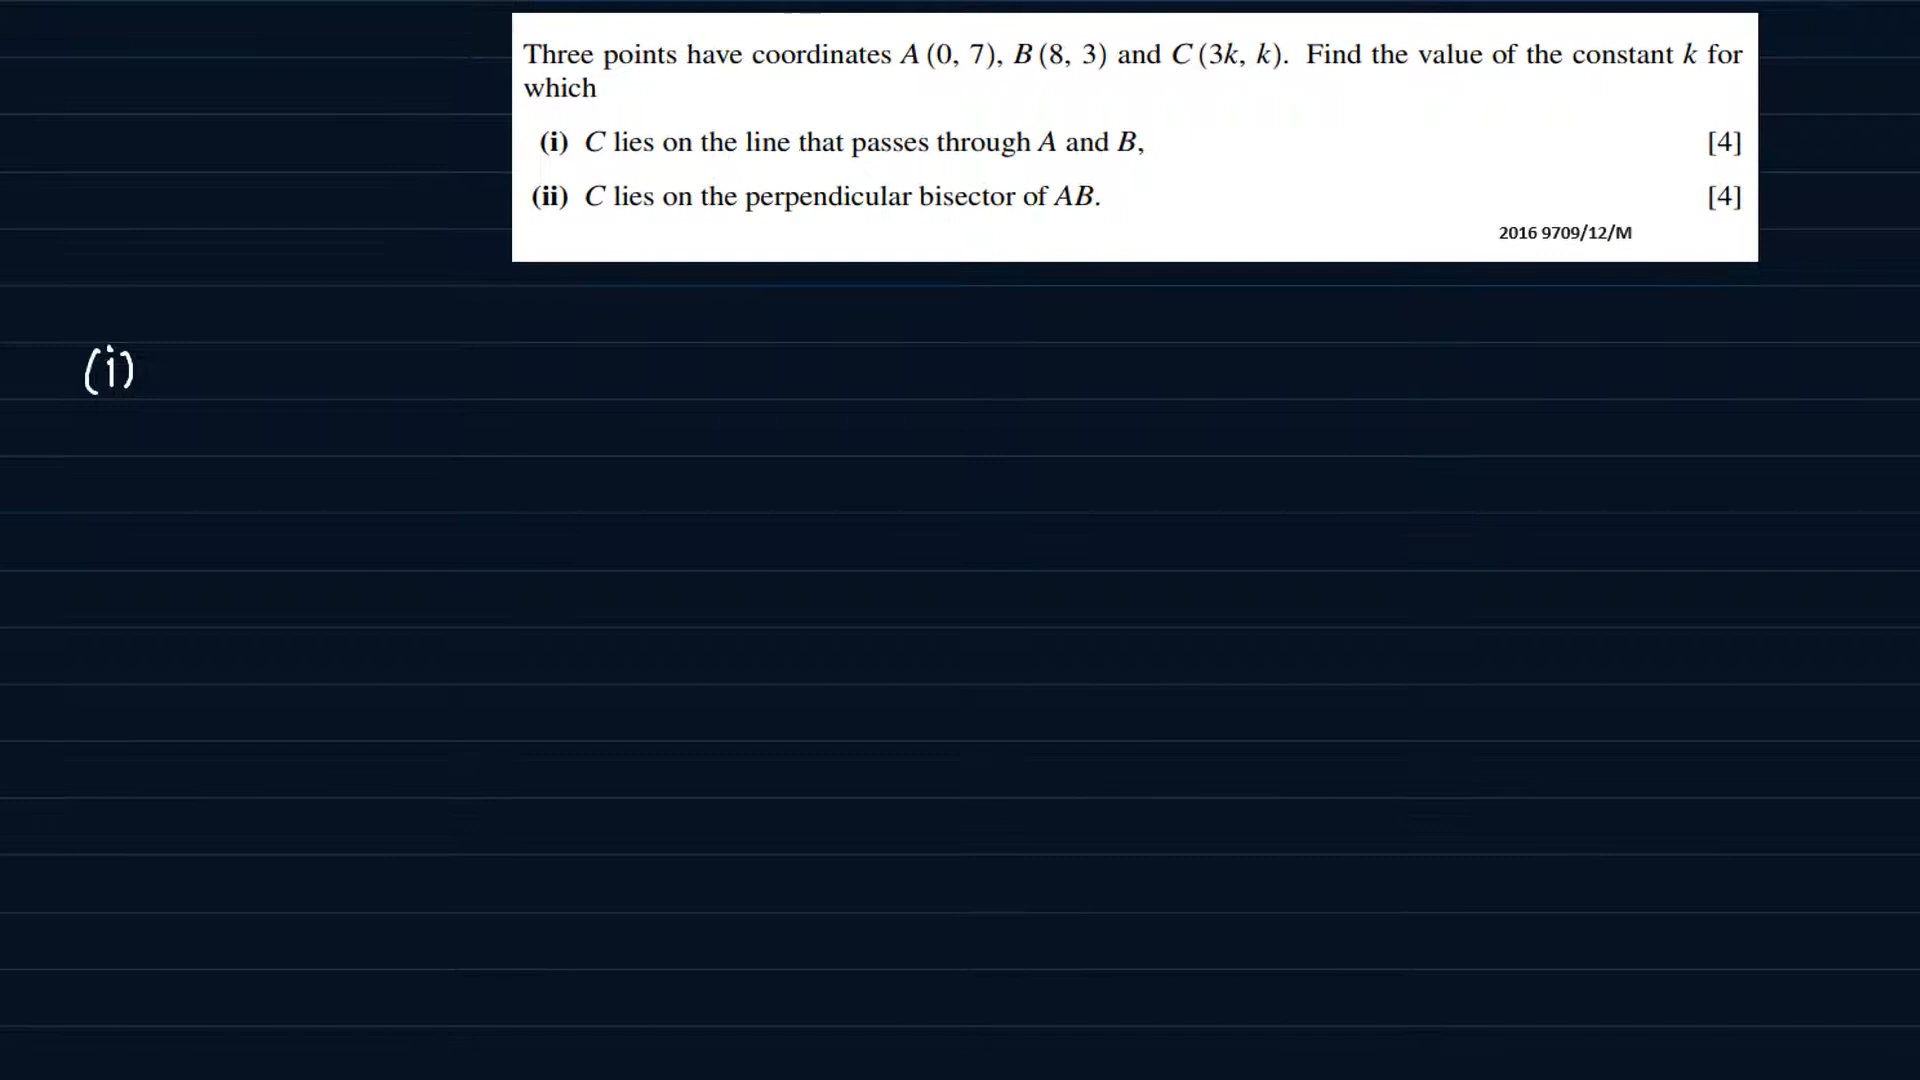 Three points have coordinates A (0, 7), B (8, 3) and C (3k, k). Find the value of the constant k for
which
(i) C lies on the line that passes through A and B, [4]
(ii) C lies on the perpendicular bisector of AB. [4]
2016 9709/12/M
(i)